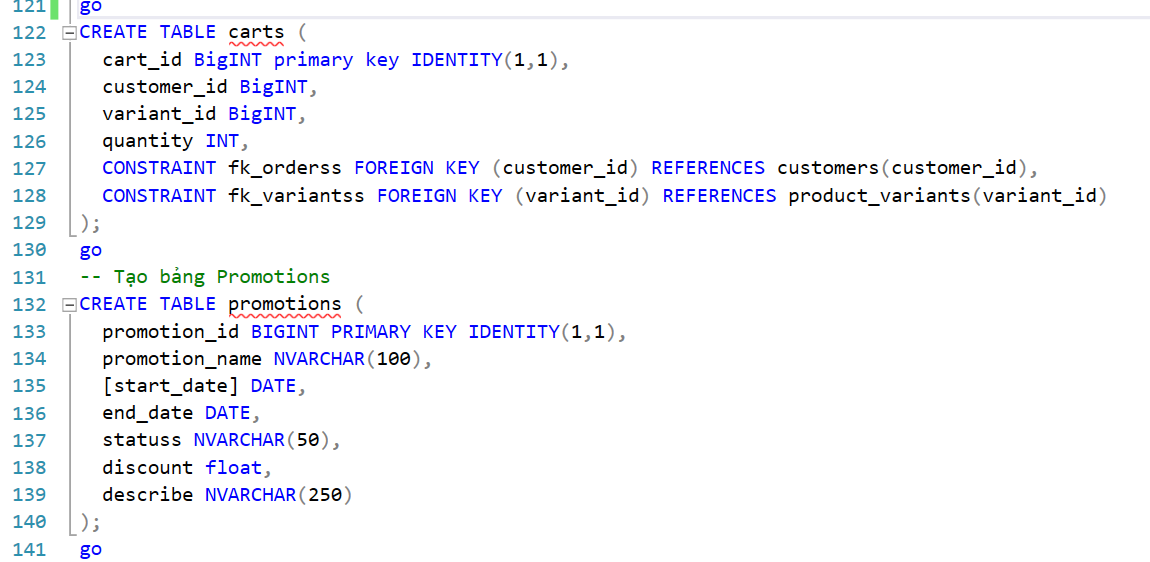 121 go
122 CREATE TABLE carts (
123 cart_id BigINT primary key IDENTITY(1,1),
124 customer_id BigINT,
125 variant_id BigINT,
126 quantity INT,
127 CONSTRAINT fk_orderss FOREIGN KEY (customer_id) REFERENCES customers(customer_id),
128 CONSTRAINT fk_variantss FOREIGN KEY (variant_id) REFERENCES product_variants(variant_id)
129 );
130 go
131 -- Tạo bảng Promotions
132 CREATE TABLE promotions (
133 promotion_id BIGINT PRIMARY KEY IDENTITY(1,1),
134 promotion_name NVARCHAR(100),
135 [start_date] DATE,
136 end_date DATE,
137 statuss NVARCHAR(50),
138 discount float,
139 describe NVARCHAR(250)
140 );
141 go